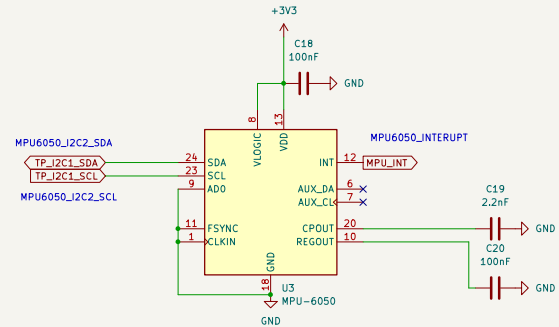 +3V3
C18
100nF
GND
8
13
VLOGIC
VDD
MPU6050_I2C2_SDA
MPU6050_INTERUPT
TP_I2C1_SDA
24
SDA
INT
12
MPU_INT
TP_I2C1_SCL
23
SCL
9
AD0
AUX_DA
6
MPU6050_I2C2_SCL
AUX_CL
7
C19
2.2nF
11
FSYNC
CPOUT
20
GND
1
CLKIN
REGOUT
10
C20
100nF
GND
18
GND
U3
MPU-6050
GND